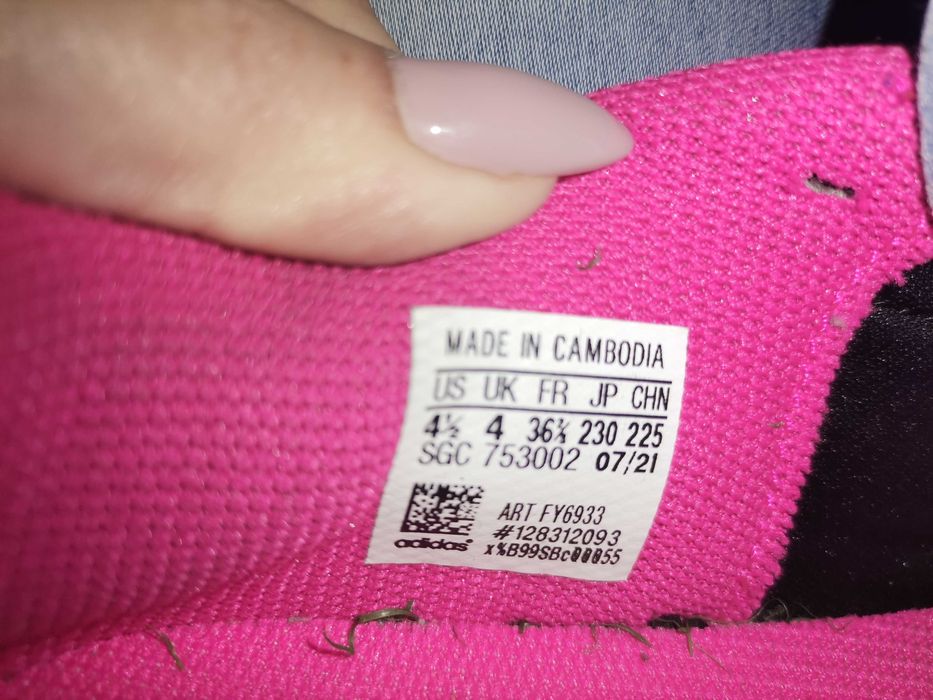 MADE IN CAMBODIA
US UK FR JP CHN
4½ 4 36⅔ 230 225
SGC 753002 07/21
ART FY6933
#128312093
adidas x%B99SBc00055